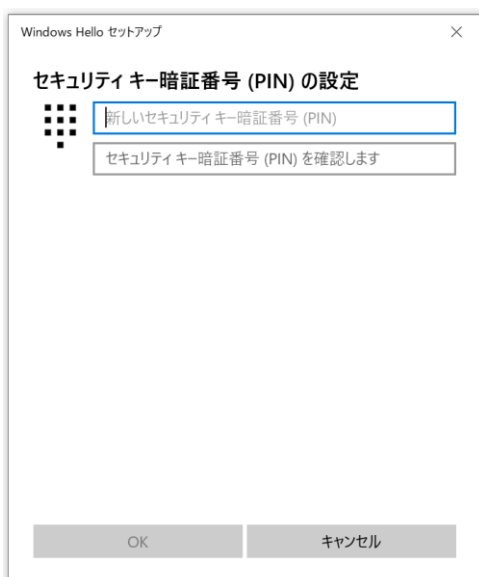 Windows Hello セットアップ
セキュリティ キー暗証番号 (PIN) の設定
新しいセキュリティ キー暗証番号 (PIN)
セキュリティ キー暗証番号 (PIN) を確認します
OK
キャンセル